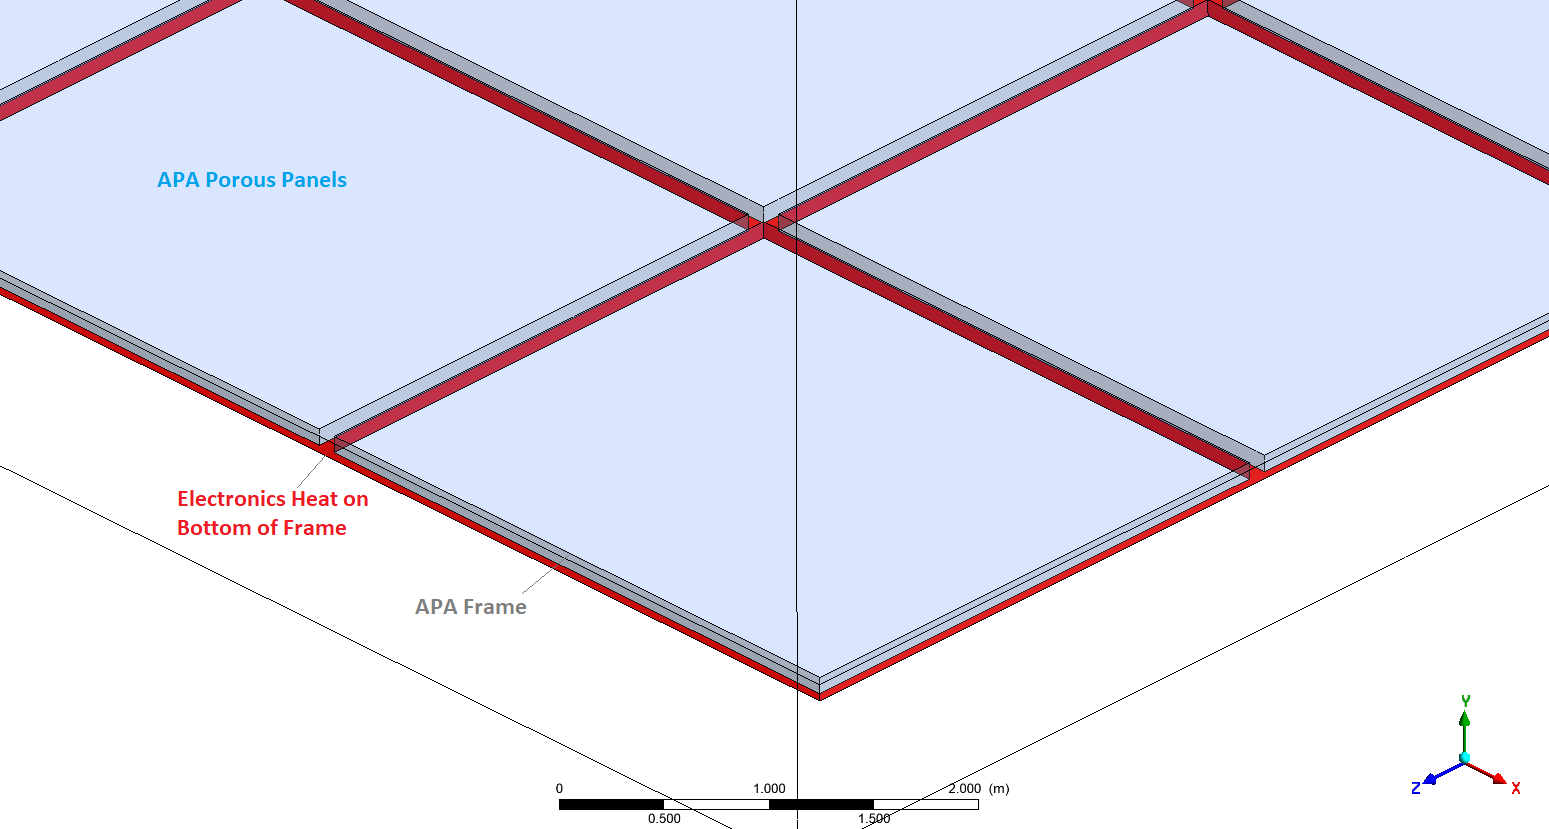 APA Porous Panels
Electronics Heat on
Bottom of Frame
APA Frame
0 1.000 2.000 (m)
0.500 1.500
Y
Z X